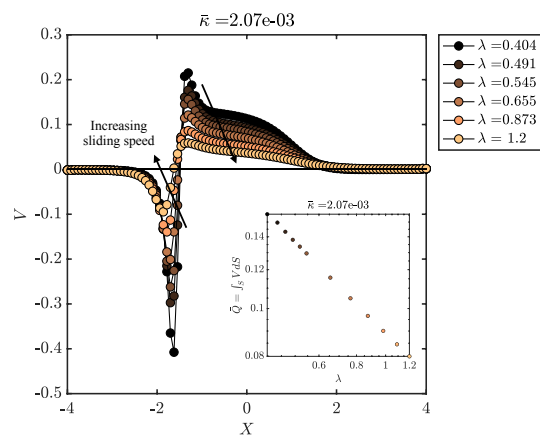 κ̄ =2.07e-03
0.3
0.2
0.1
0
-0.1
-0.2
-0.3
-0.4
-0.5
V
-4
-2
0
2
4
X
Increasing
sliding speed
λ =0.404
λ =0.491
λ =0.545
λ =0.655
λ =0.873
λ = 1.2
κ̄ =2.07e-03
0.14
0.12
0.1
0.08
Q̄ = ∫_S V dS
0.6
0.8
1
1.2
λ